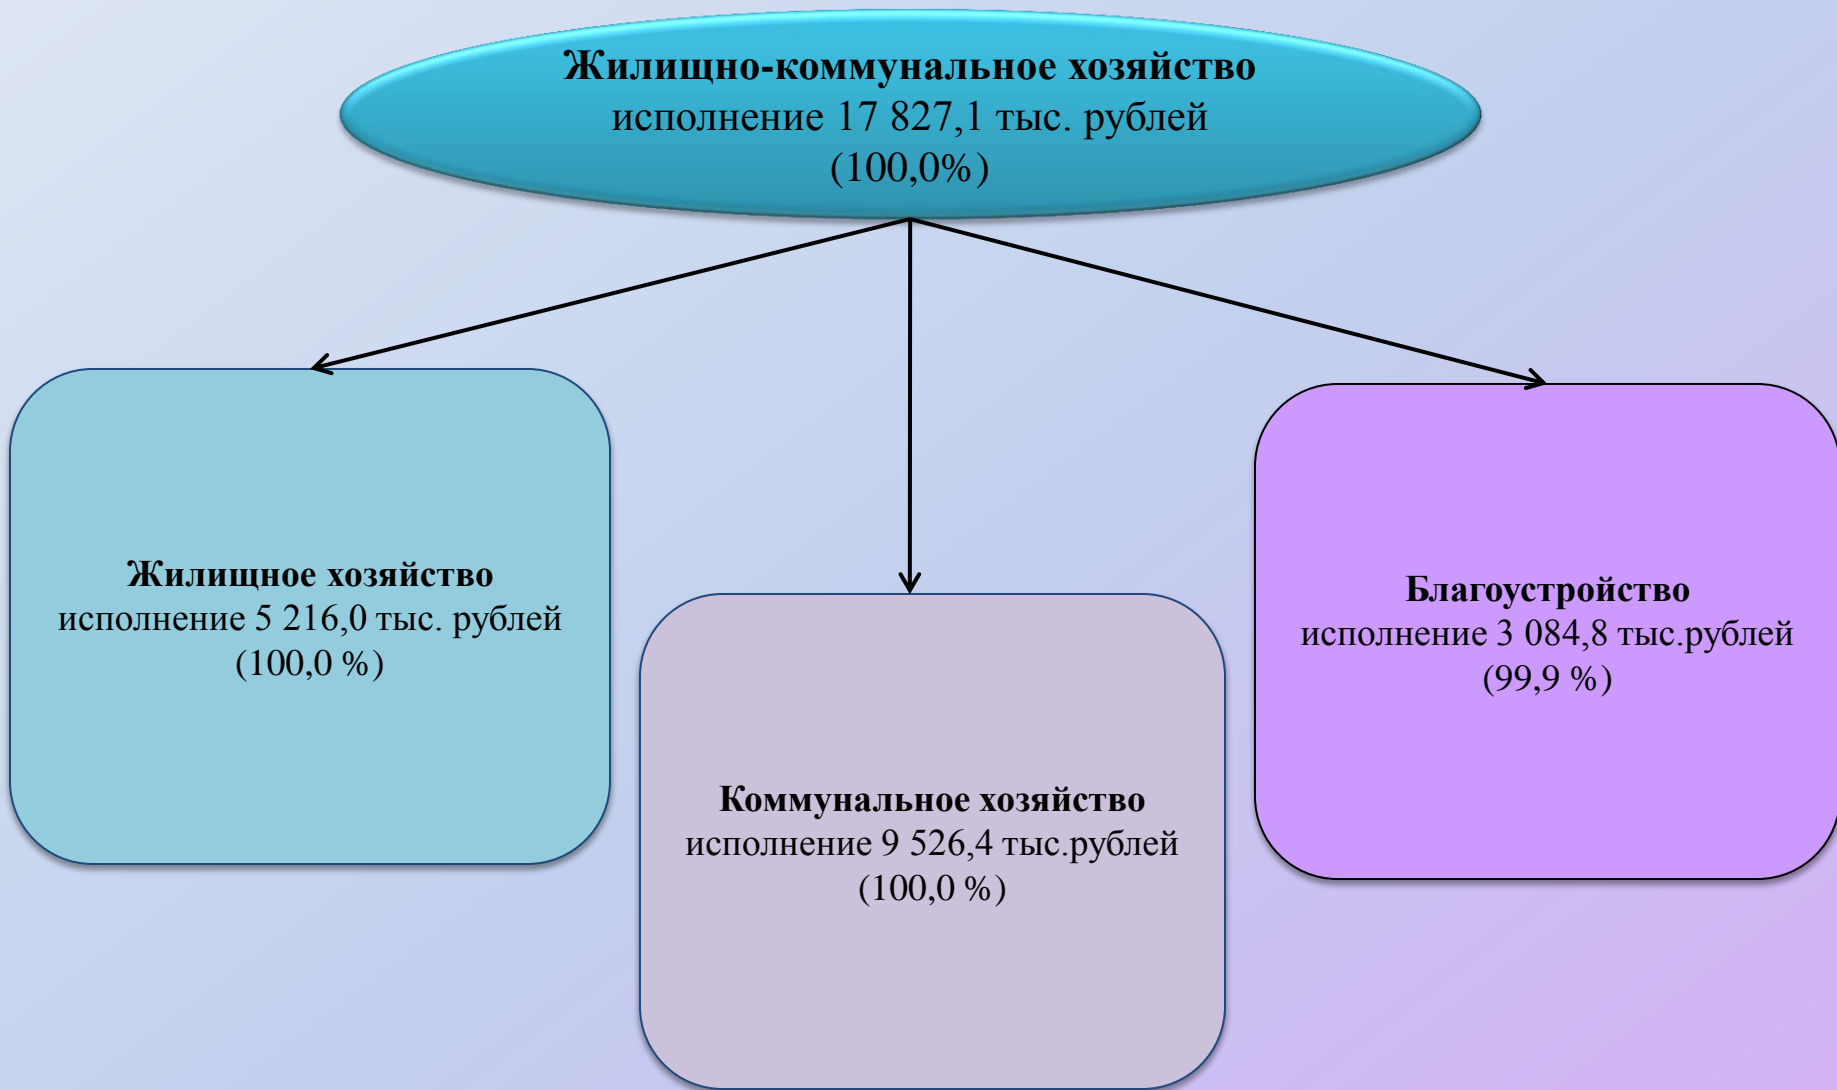 Жилищно-коммунальное хозяйство
исполнение 17 827,1 тыс. рублей
(100,0%)
Жилищное хозяйство
исполнение 5 216,0 тыс. рублей
(100,0 %)
Коммунальное хозяйство
исполнение 9 526,4 тыс.рублей
(100,0 %)
Благоустройство
исполнение 3 084,8 тыс.рублей
(99,9 %)